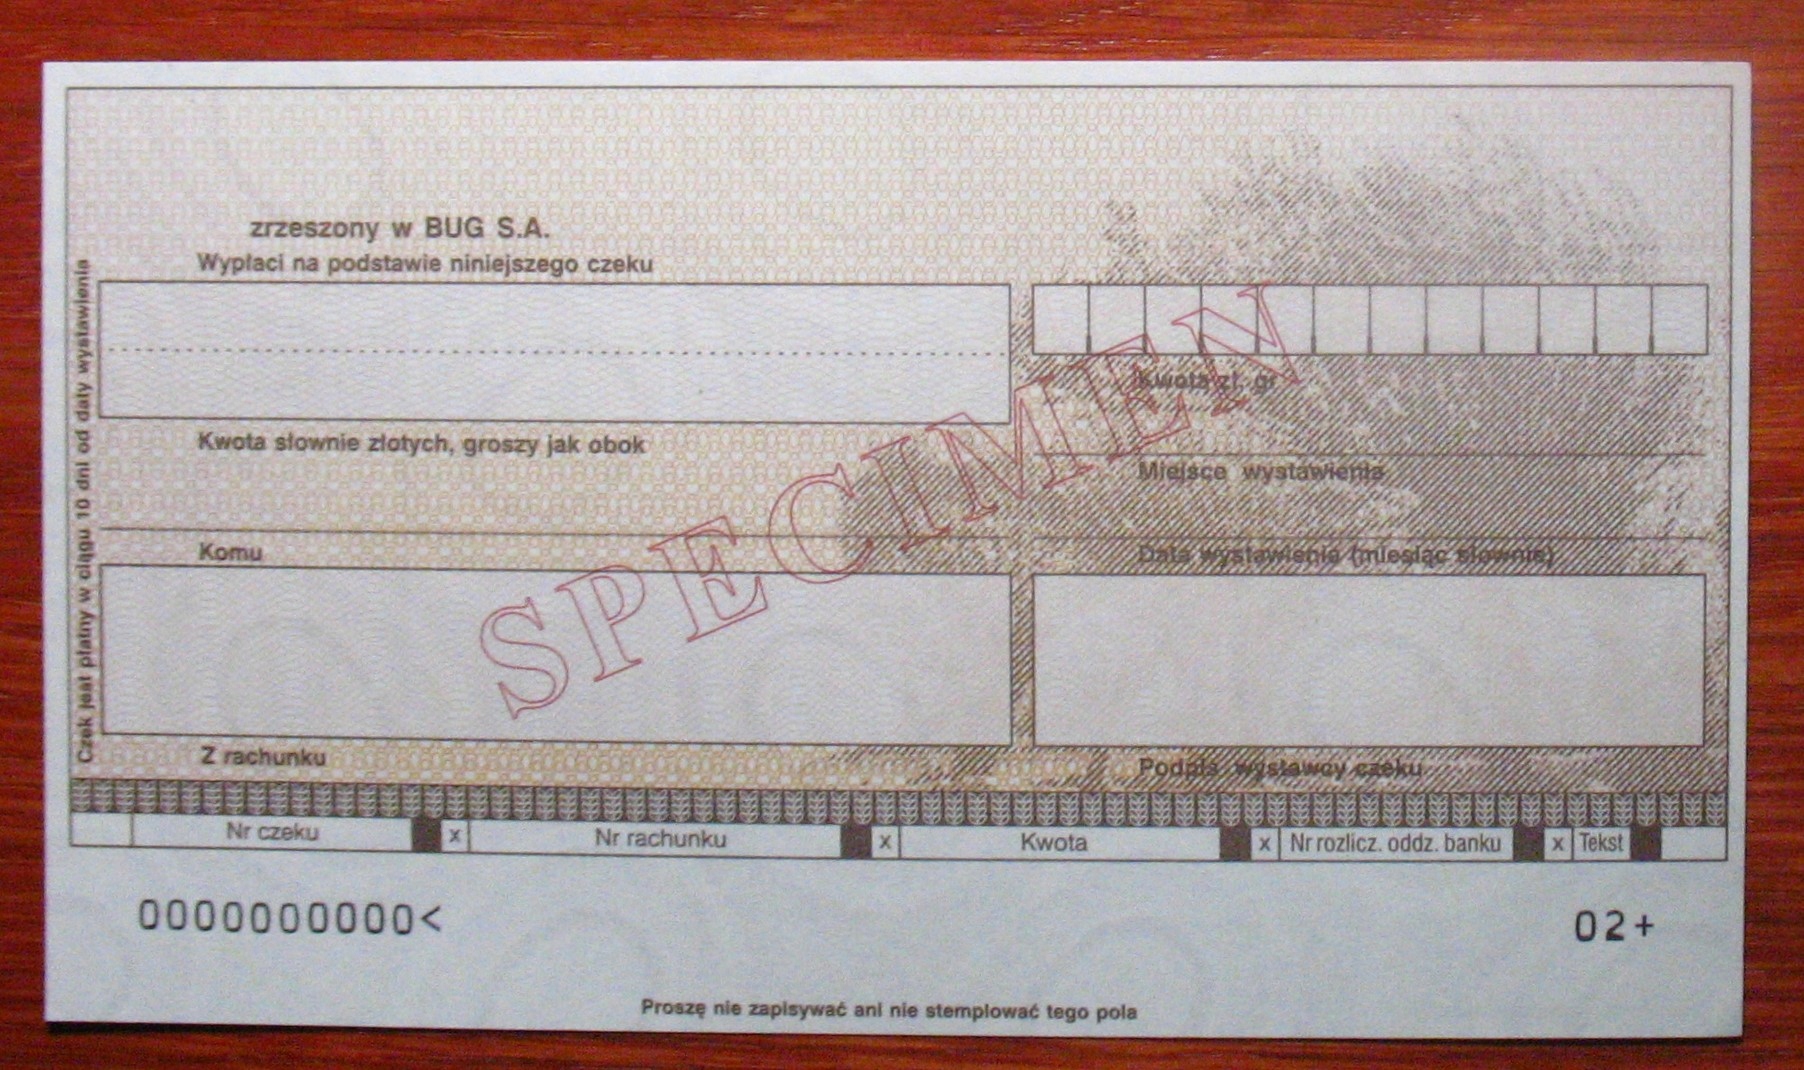 zrzeszony w BUG S.A.
Wypłaci na podstawie niniejszego czeku
Kwota zł, gr
Kwota słownie złotych, groszy jak obok
Miejsce wystawienia
Komu
Data wystawienia (miesiąc słownie)
SPECIMEN
Z rachunku
Podpis wystawcy czeku
Czek jest płatny w ciągu 10 dni od daty wystawienia
Nr czeku x Nr rachunku x Kwota x Nr rozlicz. oddz. banku x Tekst
0000000000< 02+
Proszę nie zapisywać ani nie stemplować tego pola